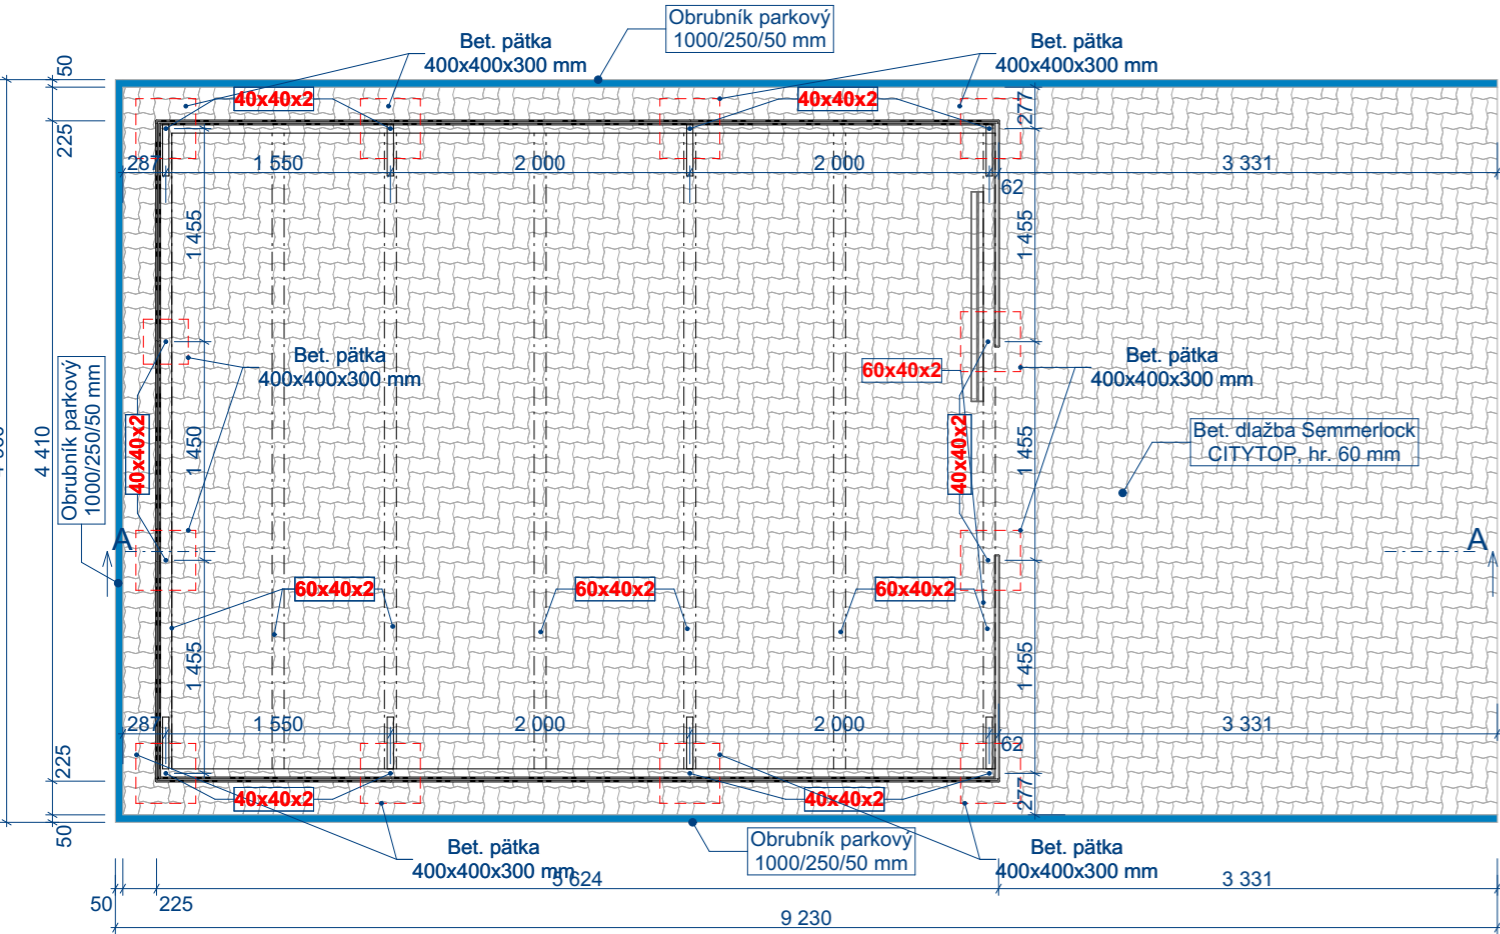 Obrubník parkový
1000/250/50 mm
Bet. pätka
400x400x300 mm
Bet. pätka
400x400x300 mm
50
40x40x2
40x40x2
277
225
287
1 550
2 000
2 000
62
3 331
1 455
1 455
Bet. pätka
400x400x300 mm
60x40x2
Bet. pätka
400x400x300 mm
Obrubník parkový
1000/250/50 mm
4 410
40x40x2
1 450
40x40x2
1 455
Bet. dlažba Semmerlock
CITYTOP, hr. 60 mm
A
A
60x40x2
60x40x2
60x40x2
1 455
1 455
287
1 550
2 000
2 000
62
3 331
225
40x40x2
40x40x2
277
50
Bet. pätka
400x400x300 mm
Obrubník parkový
1000/250/50 mm
Bet. pätka
400x400x300 mm
5 624
3 331
50
225
9 230